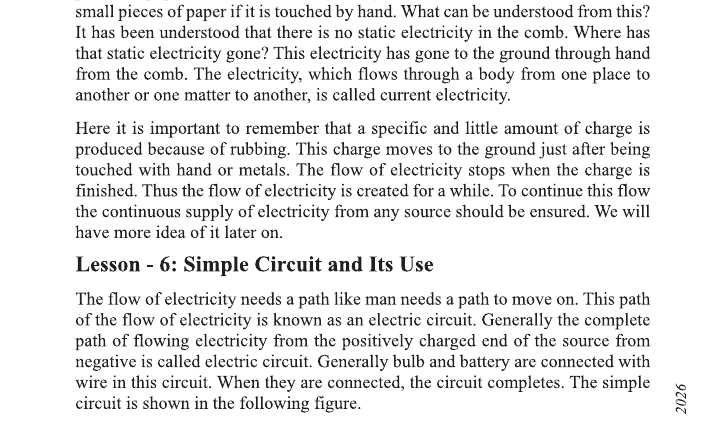 small pieces of paper if it is touched by hand. What can be understood from this?
It has been understood that there is no static electricity in the comb. Where has
that static electricity gone? This electricity has gone to the ground through hand
from the comb. The electricity, which flows through a body from one place to
another or one matter to another, is called current electricity.
Here it is important to remember that a specific and little amount of charge is
produced because of rubbing. This charge moves to the ground just after being
touched with hand or metals. The flow of electricity stops when the charge is
finished. Thus the flow of electricity is created for a while. To continue this flow
the continuous supply of electricity from any source should be ensured. We will
have more idea of it later on.
Lesson - 6: Simple Circuit and Its Use
The flow of electricity needs a path like man needs a path to move on. This path
of the flow of electricity is known as an electric circuit. Generally the complete
path of flowing electricity from the positively charged end of the source from
negative is called electric circuit. Generally bulb and battery are connected with
wire in this circuit. When they are connected, the circuit completes. The simple
circuit is shown in the following figure.
2026